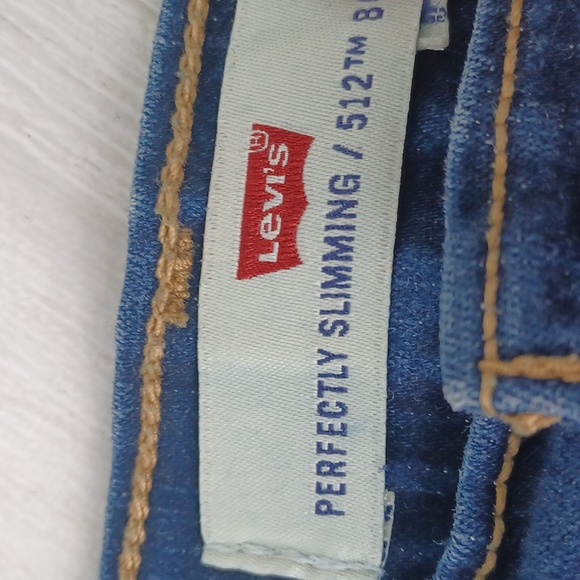 Levi's®
PERFECTLY SLIMMING / 512™